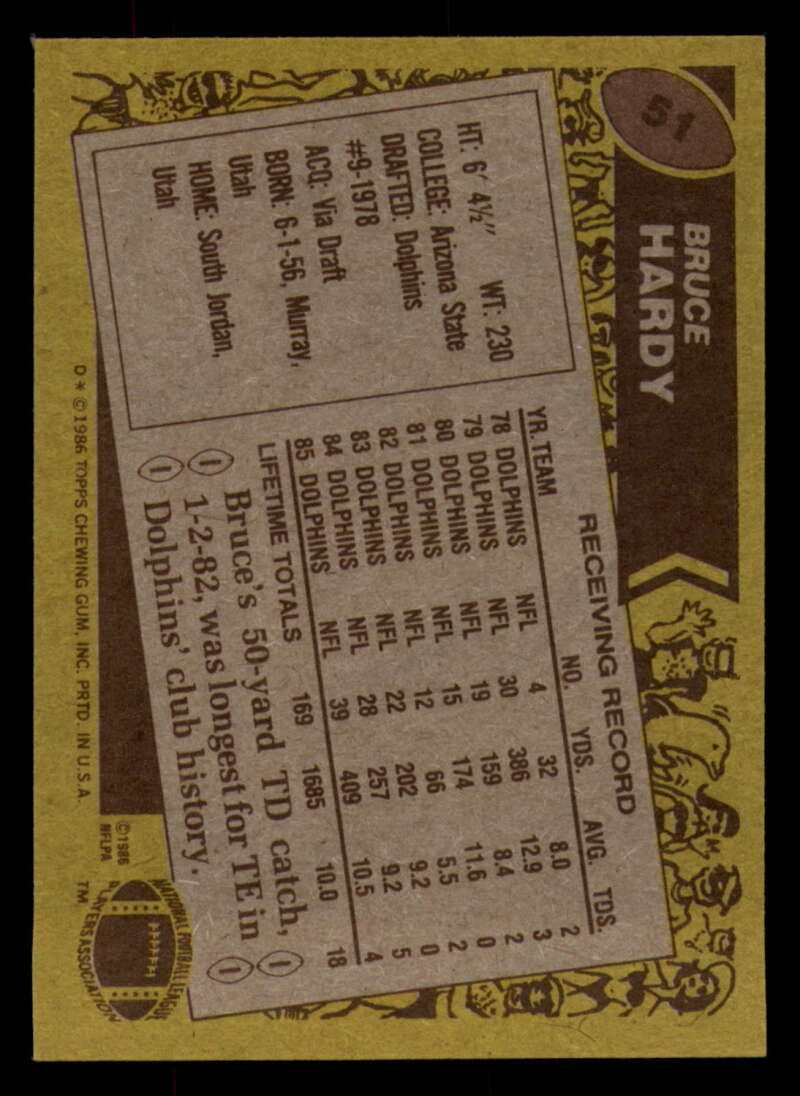 51
BRUCE
HARDY
HT: 6' 4½" WT: 230
COLLEGE: Arizona State
DRAFTED: Dolphins
#9-1978
ACQ: Via Draft
BORN: 6-1-56, Murray,
Utah
HOME: South Jordan,
Utah
RECEIVING RECORD
YR. TEAM NO. YDS. AVG. TDS.
78 DOLPHINS NFL 4 32 8.0 2
79 DOLPHINS NFL 30 386 12.9 3
80 DOLPHINS NFL 19 159 8.4 2
81 DOLPHINS NFL 15 174 11.6 0
82 DOLPHINS NFL 12 66 5.5 2
83 DOLPHINS NFL 22 202 9.2 0
84 DOLPHINS NFL 28 257 9.2 5
85 DOLPHINS NFL 39 409 10.5 4
LIFETIME TOTALS 169 1685 10.0 18
Bruce's 50-yard TD catch,
1-2-82, was longest for TE in
Dolphins' club history.
©1986
NFLPA
NATIONAL FOOTBALL LEAGUE
PLAYERS ASSOCIATION
TM
D * © 1986 TOPPS CHEWING GUM, INC. PRTD. IN U.S.A.